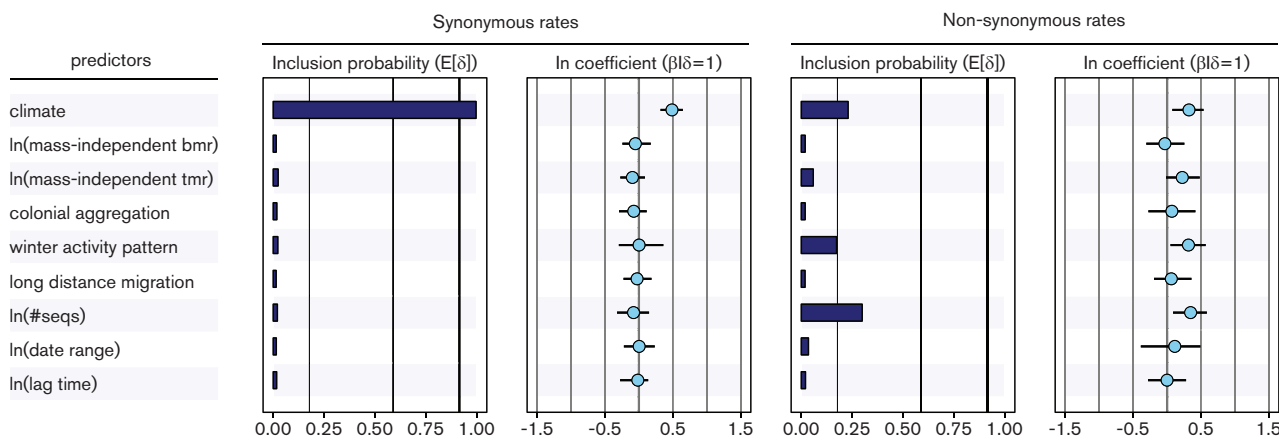 Synonymous rates
Non-synonymous rates
predictors
Inclusion probability (E[δ])
ln coefficient (β|δ=1)
Inclusion probability (E[δ])
ln coefficient (β|δ=1)
climate
ln(mass-independent bmr)
ln(mass-independent tmr)
colonial aggregation
winter activity pattern
long distance migration
ln(#seqs)
ln(date range)
ln(lag time)
0.00 0.25 0.50 0.75 1.00
-1.5 -0.5 0.5 1.5
0.00 0.25 0.50 0.75 1.00
-1.5 -0.5 0.5 1.5